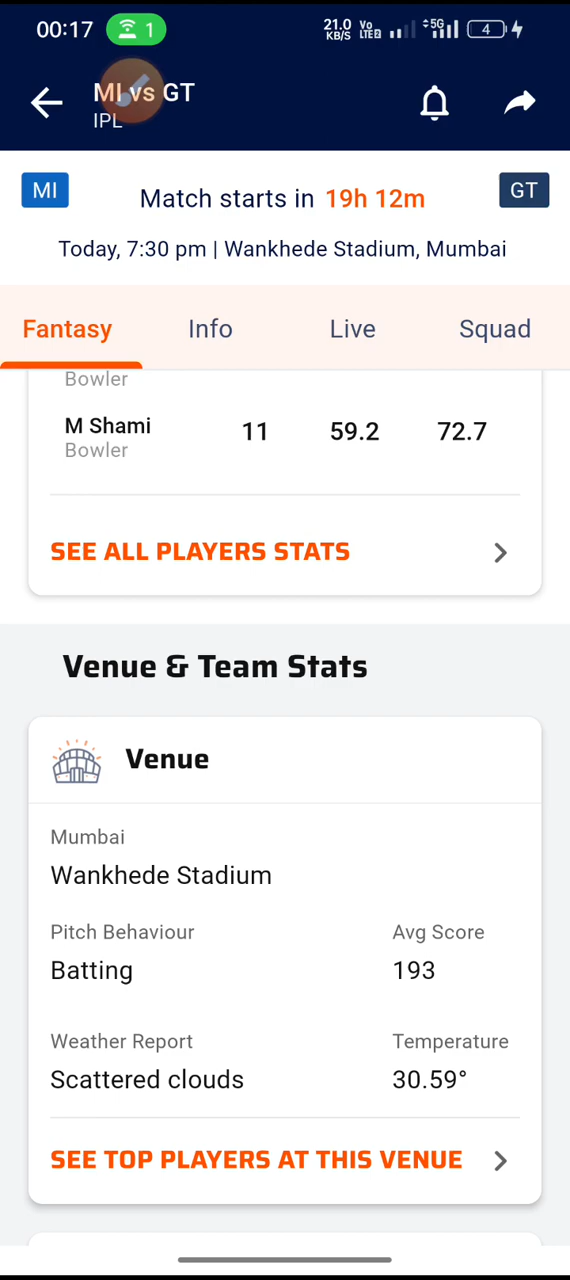 00:17
1
21.0 KB/S
Vo LTE
5G
4
MI vs GT
IPL
MI
Match starts in 19h 12m
GT
Today, 7:30 pm | Wankhede Stadium, Mumbai
Fantasy Info Live Squad
Bowler
M Shami 11 59.2 72.7
Bowler
SEE ALL PLAYERS STATS
Venue & Team Stats
Venue
Mumbai
Wankhede Stadium
Pitch Behaviour Avg Score
Batting 193
Weather Report Temperature
Scattered clouds 30.59°
SEE TOP PLAYERS AT THIS VENUE